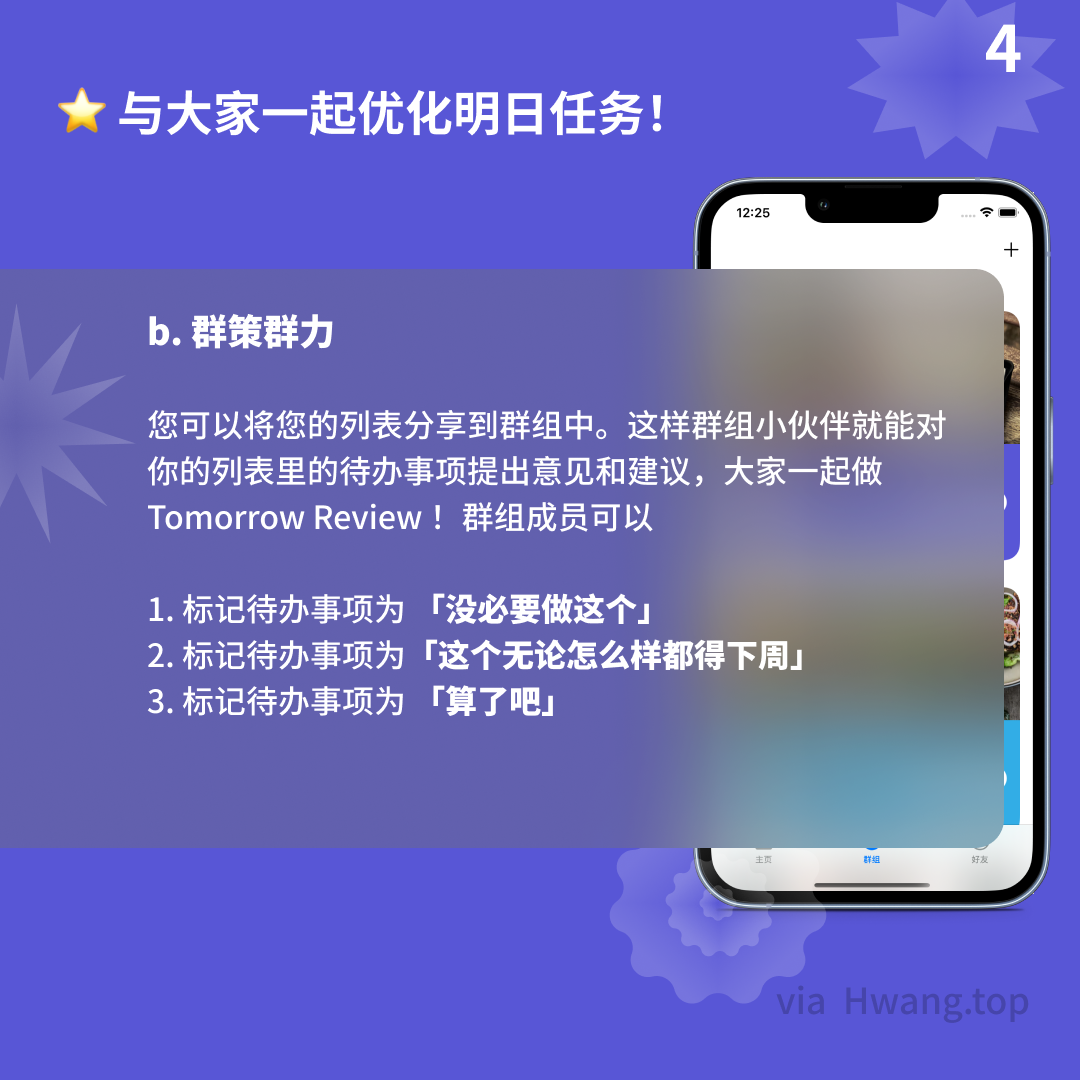 4
与大家一起优化明日任务！
12:25
b. 群策群力
您可以将您的列表分享到群组中。这样群组小伙伴就能对
你的列表里的待办事项提出意见和建议，大家一起做
Tomorrow Review！群组成员可以
1. 标记待办事项为 「没必要做这个」
2. 标记待办事项为「这个无论怎么样都得下周」
3. 标记待办事项为 「算了吧」
主页 群组 好友
via Hwang.top